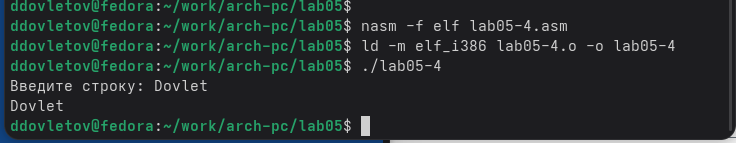 ddovletov@fedora:~/work/arch-pc/lab05$
ddovletov@fedora:~/work/arch-pc/lab05$ nasm -f elf lab05-4.asm
ddovletov@fedora:~/work/arch-pc/lab05$ ld -m elf_i386 lab05-4.o -o lab05-4
ddovletov@fedora:~/work/arch-pc/lab05$ ./lab05-4
Введите строку: Dovlet
Dovlet
ddovletov@fedora:~/work/arch-pc/lab05$